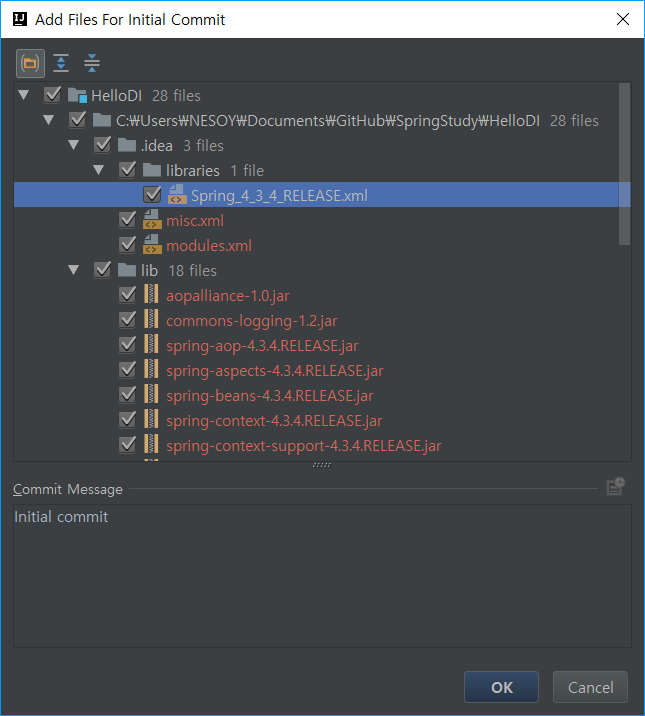 Add Files For Initial Commit
HelloDI 28 files
C:₩Users₩NESOY₩Documents₩GitHub₩SpringStudy₩HelloDI 28 files
.idea 3 files
libraries 1 file
Spring_4_3_4_RELEASE.xml
misc.xml
modules.xml
lib 18 files
aopalliance-1.0.jar
commons-logging-1.2.jar
spring-aop-4.3.4.RELEASE.jar
spring-aspects-4.3.4.RELEASE.jar
spring-beans-4.3.4.RELEASE.jar
spring-context-4.3.4.RELEASE.jar
spring-context-support-4.3.4.RELEASE.jar
Commit Message
Initial commit
OK Cancel